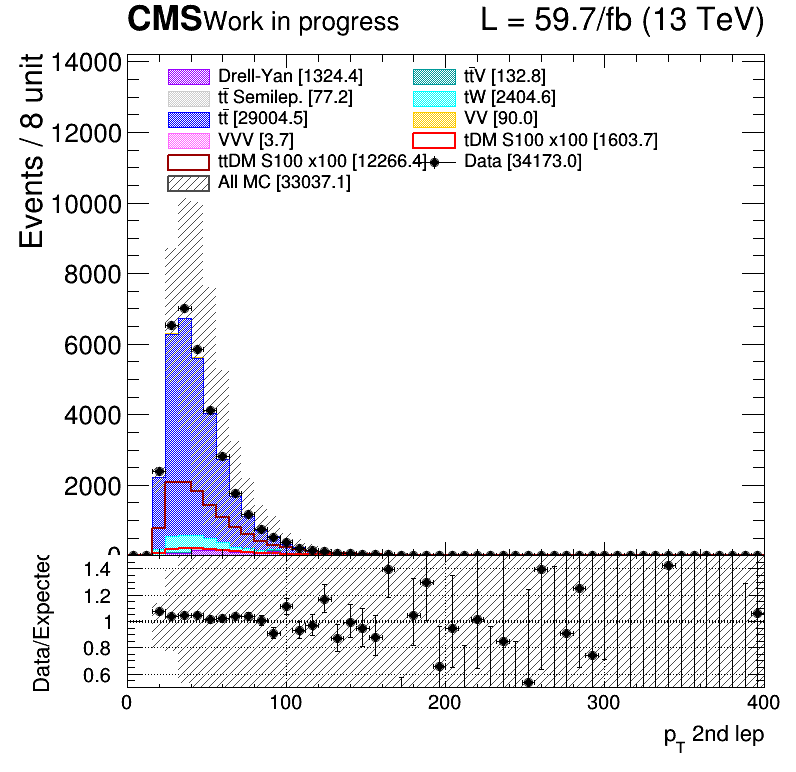 CMS Work in progress L = 59.7/fb (13 TeV)
Events / 8 unit
14000
12000
10000
8000
6000
4000
2000
0
Drell-Yan [1324.4] tt̄V [132.8]
tt̄ Semilep. [77.2] tW [2404.6]
tt̄ [29004.5] VV [90.0]
VVV [3.7] tDM S100 x100 [1603.7]
ttDM S100 x100 [12266.4] Data [34173.0]
All MC [33037.1]
Data/Expected
1.4
1.2
1
0.8
0.6
0 100 200 300 400
p_T 2nd lep